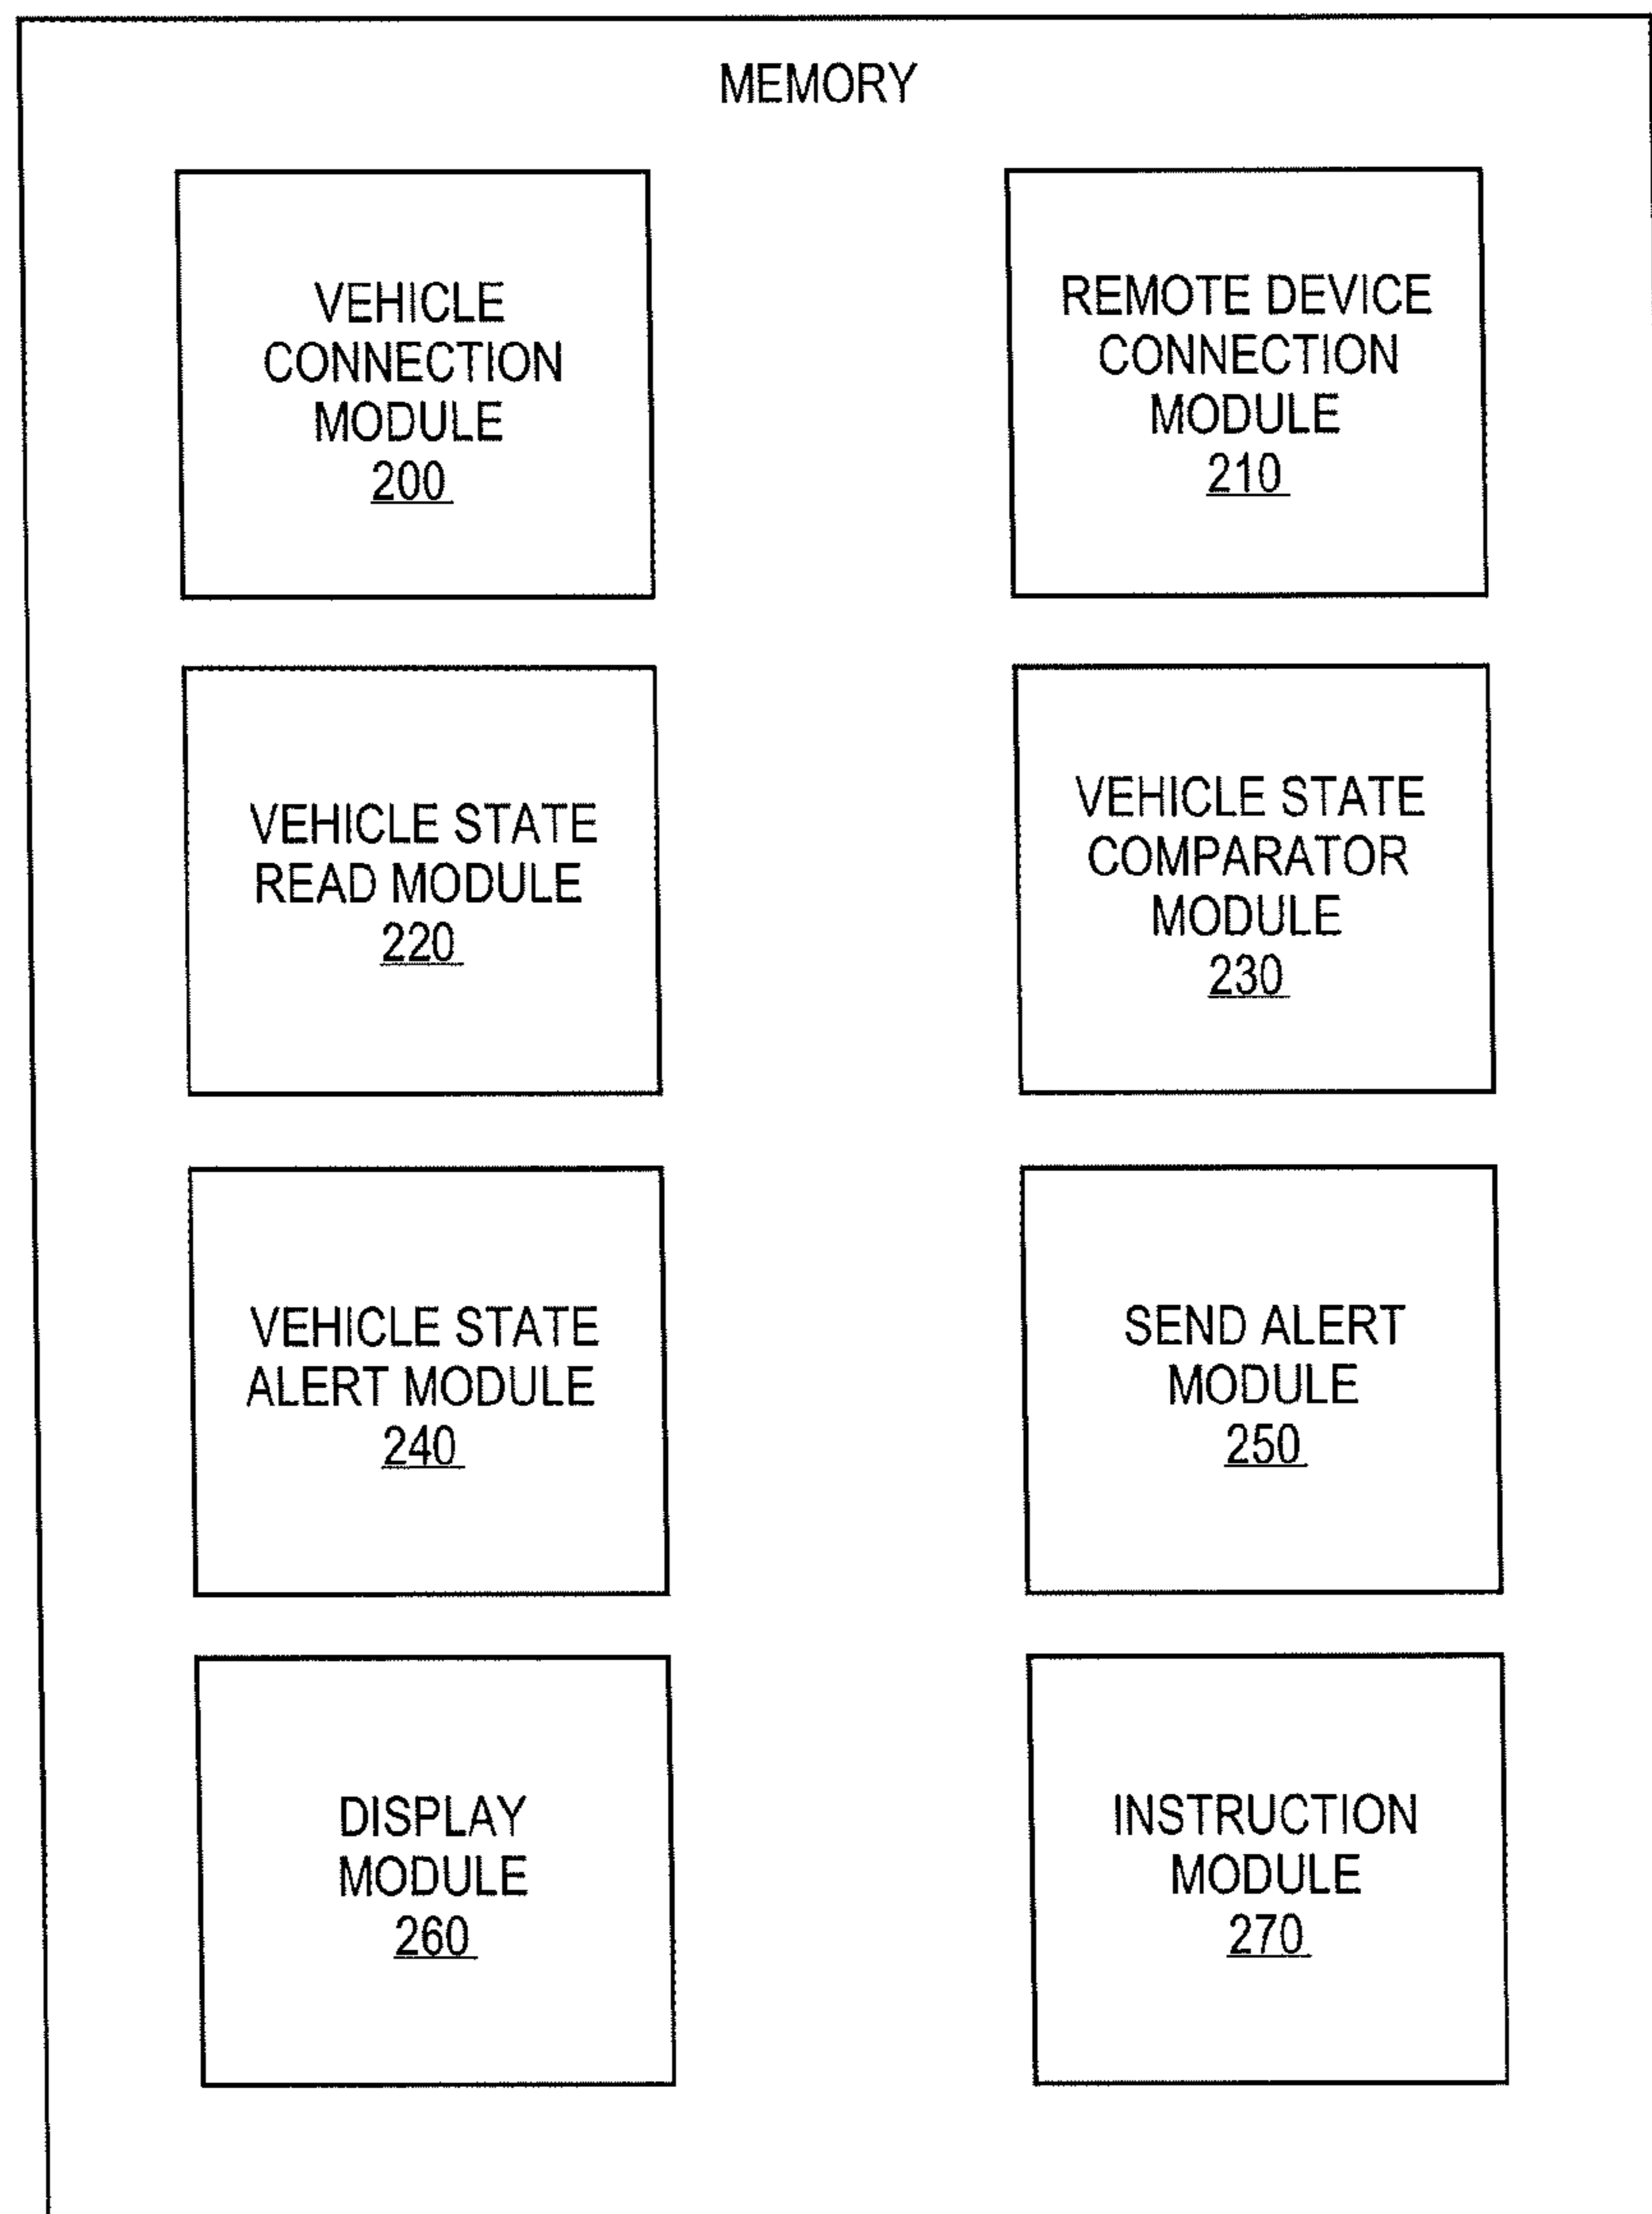 MEMORY
VEHICLE
CONNECTION
MODULE
200
REMOTE DEVICE
CONNECTION
MODULE
210
VEHICLE STATE
READ MODULE
220
VEHICLE STATE
COMPARATOR
MODULE
230
VEHICLE STATE
ALERT MODULE
240
SEND ALERT
MODULE
250
DISPLAY
MODULE
260
INSTRUCTION
MODULE
270